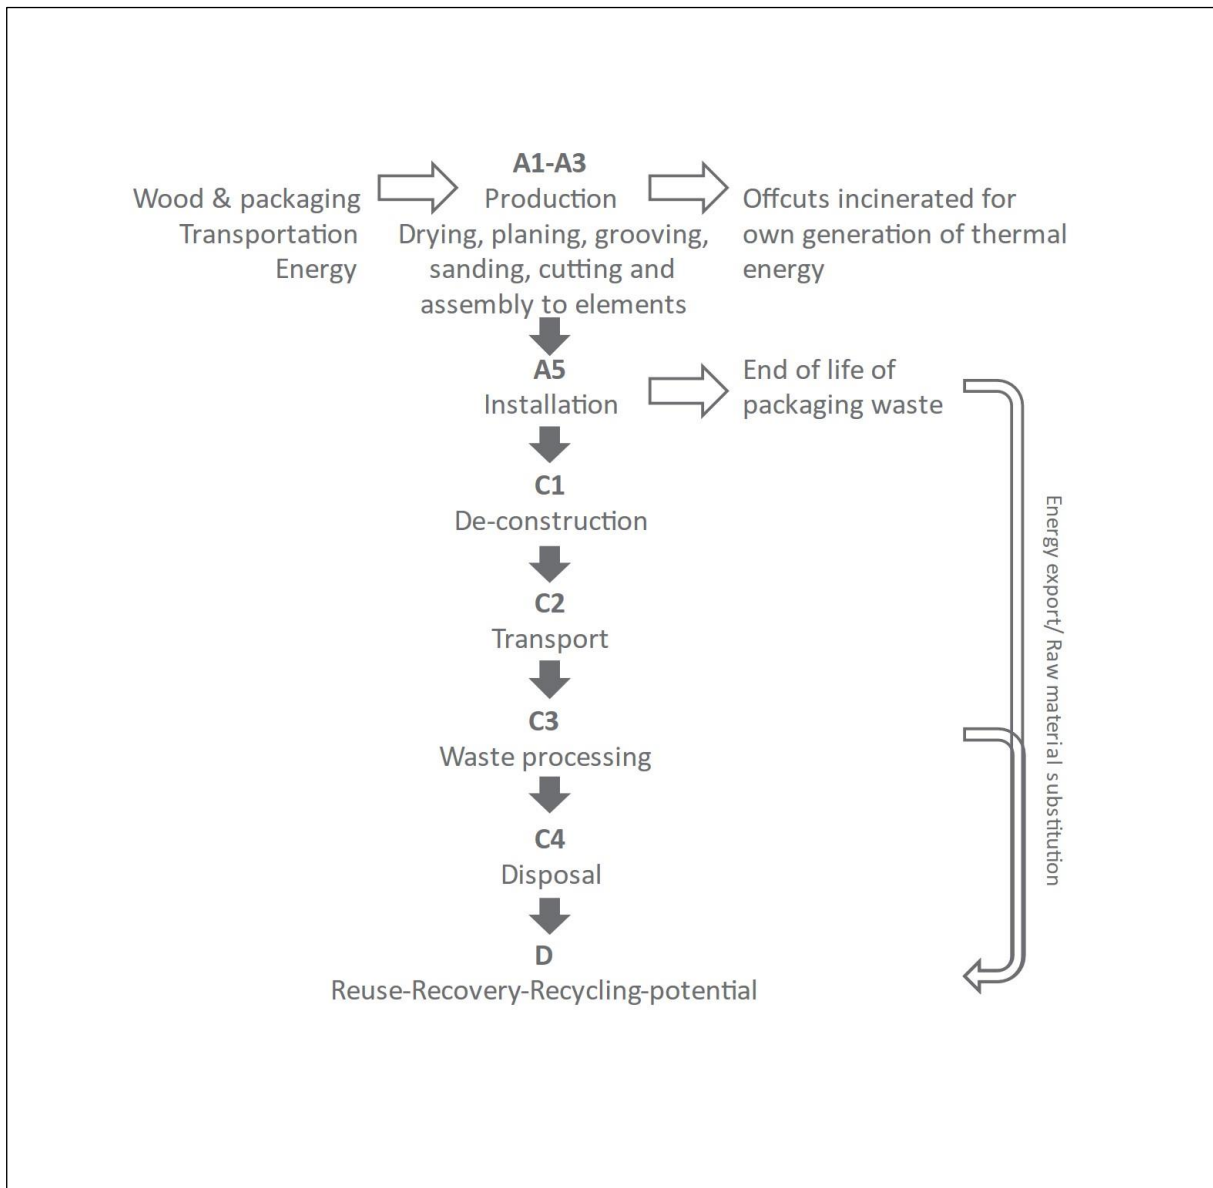 A1-A3
Wood & packaging
Transportation
Energy
Production
Drying, planing, grooving,
sanding, cutting and
assembly to elements
Offcuts incinerated for
own generation of thermal
energy
A5
Installation
End of life of
packaging waste
C1
De-construction
C2
Transport
C3
Waste processing
C4
Disposal
D
Reuse-Recovery-Recycling-potential
Energy export/ Raw material substitution